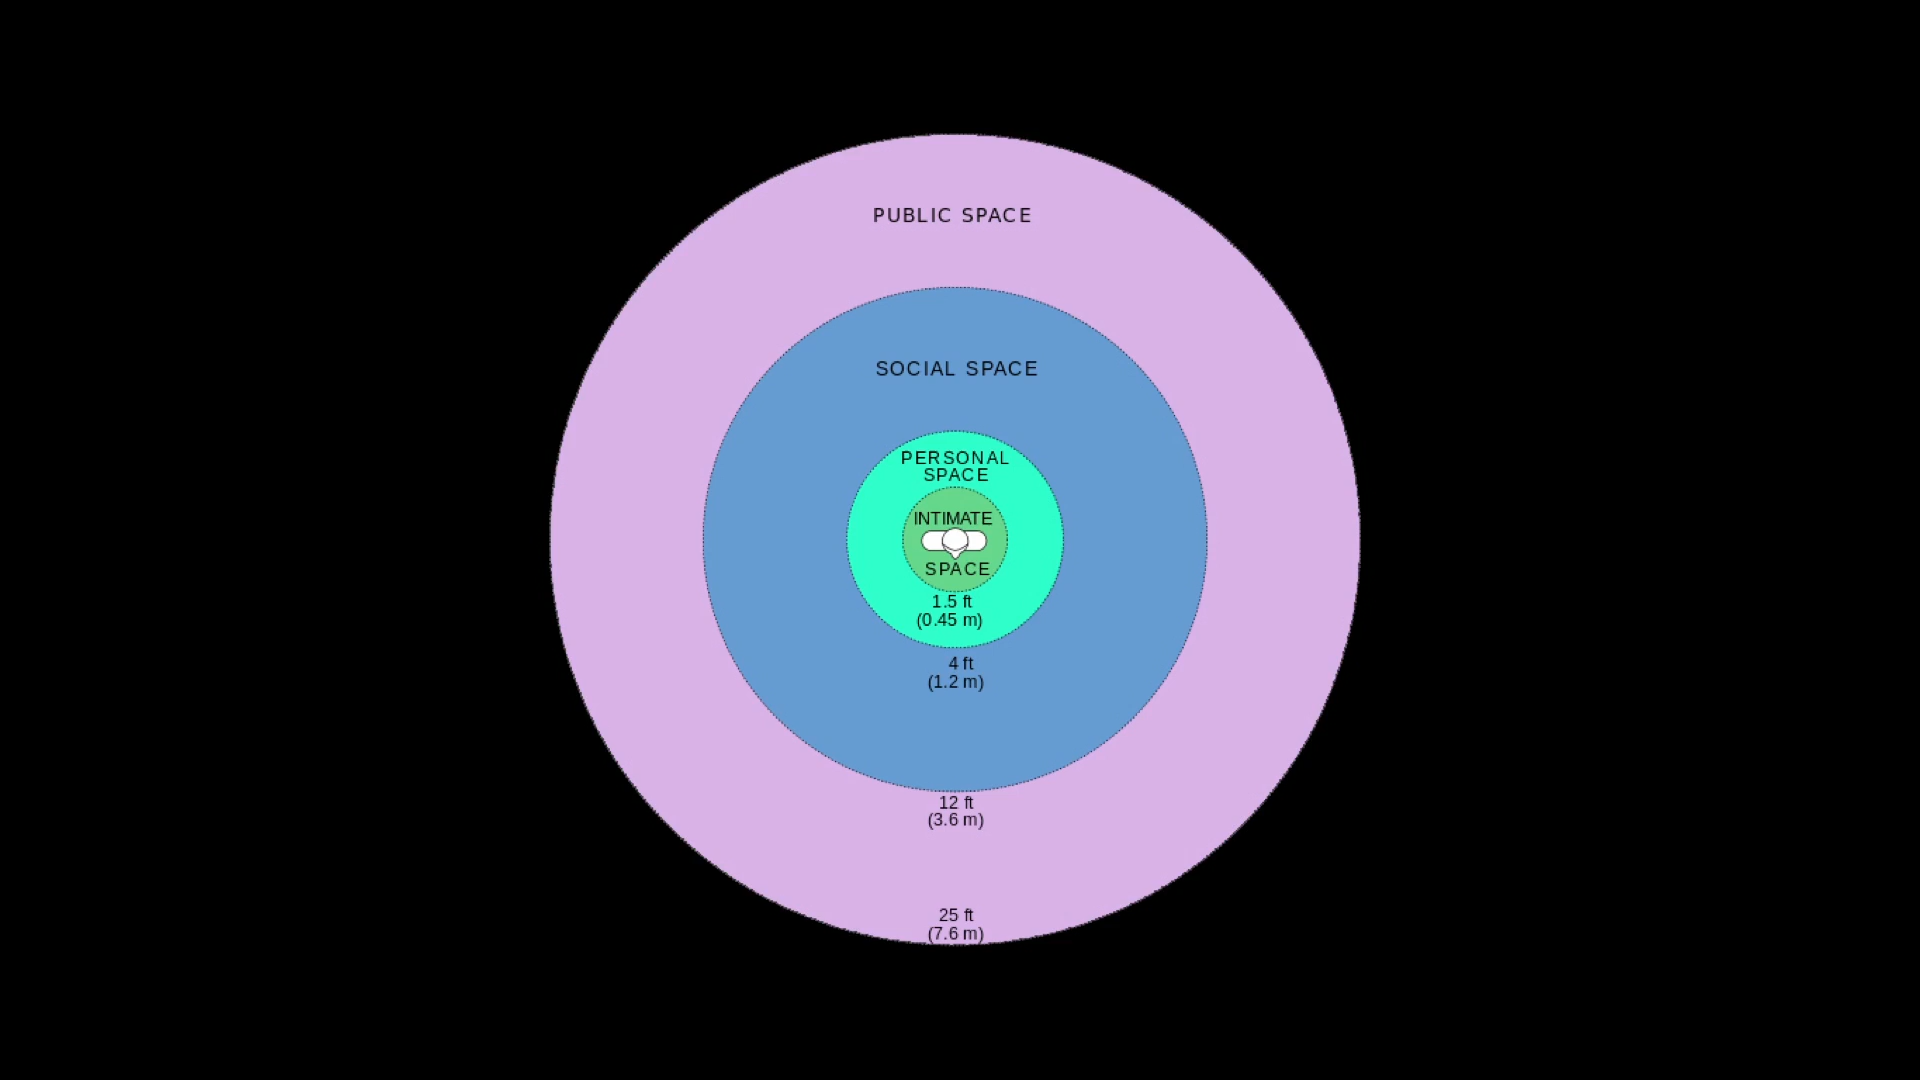 PUBLIC SPACE
SOCIAL SPACE
PERSONAL
SPACE
INTIMATE
SPACE
1.5 ft
(0.45 m)
4 ft
(1.2 m)
12 ft
(3.6 m)
25 ft
(7.6 m)